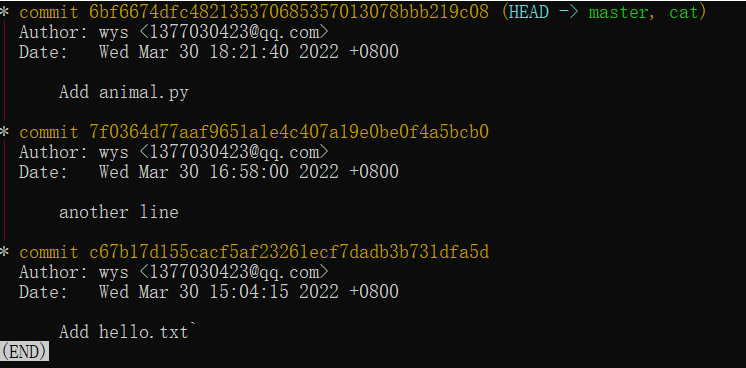 * commit 6bf6674dfc482135370685357013078bbb219c08 (HEAD -> master, cat)
Author: wys <1377030423@qq.com>
Date: Wed Mar 30 18:21:40 2022 +0800
Add animal.py
* commit 7f0364d77aaf9651a1e4c407a19e0be0f4a5bcb0
Author: wys <1377030423@qq.com>
Date: Wed Mar 30 16:58:00 2022 +0800
another line
* commit c67b17d155cacf5af23261ecf7dadb3b731dfa5d
Author: wys <1377030423@qq.com>
Date: Wed Mar 30 15:04:15 2022 +0800
Add hello.txt`
(END)